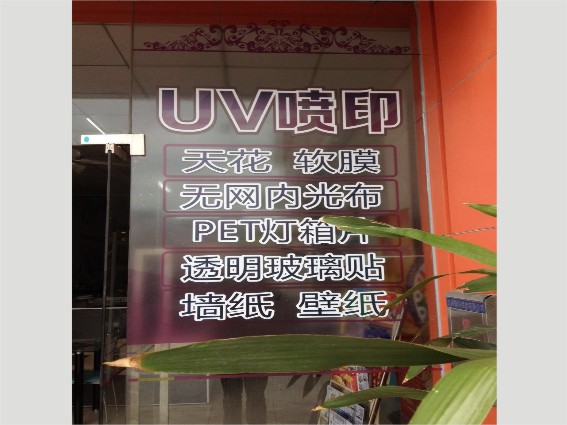 UV喷印
天花 软膜
无网内光布
PET灯箱片
透明玻璃贴
墙纸 壁纸